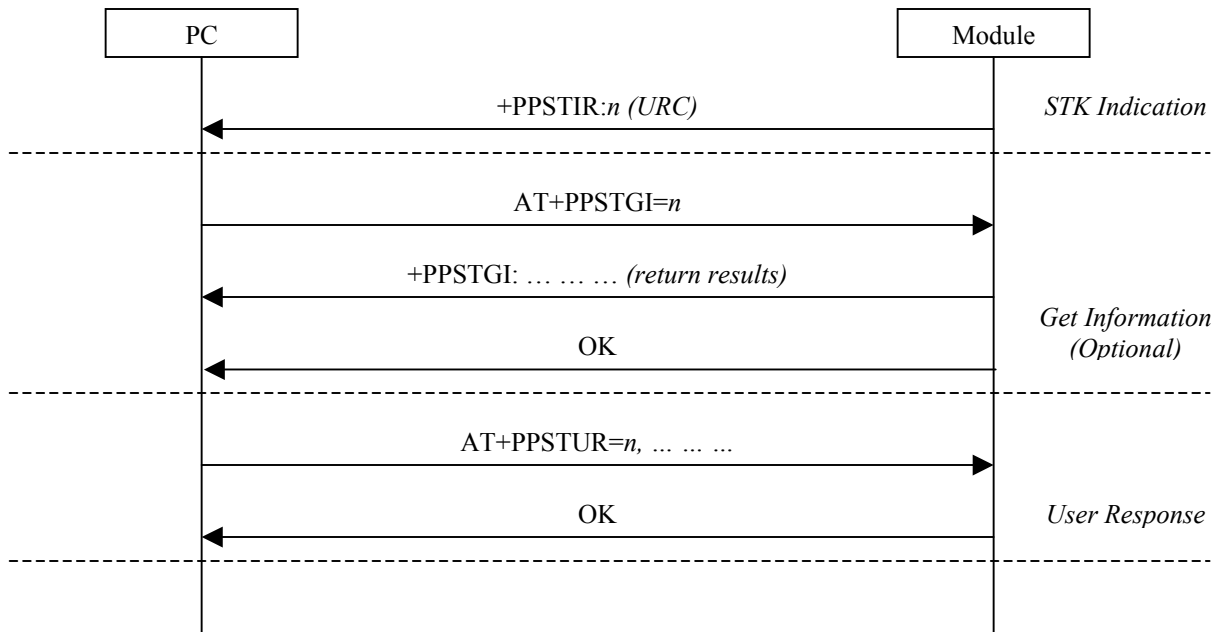 PC
Module
+PPSTIR:n (URC)
STK Indication
AT+PPSTGI=n
+PPSTGI: … … … (return results)
Get Information
(Optional)
OK
AT+PPSTUR=n, … … …
OK
User Response